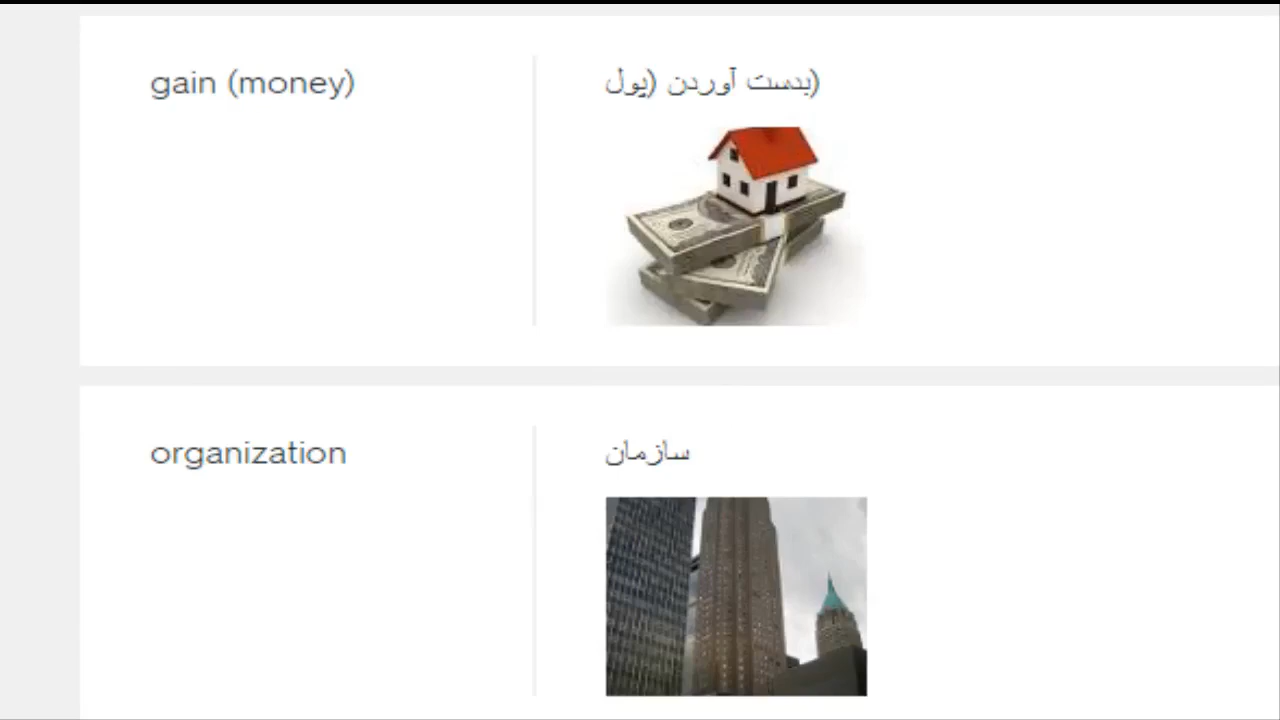 gain (money)
بدست آوردن (پول)
organization
سازمان